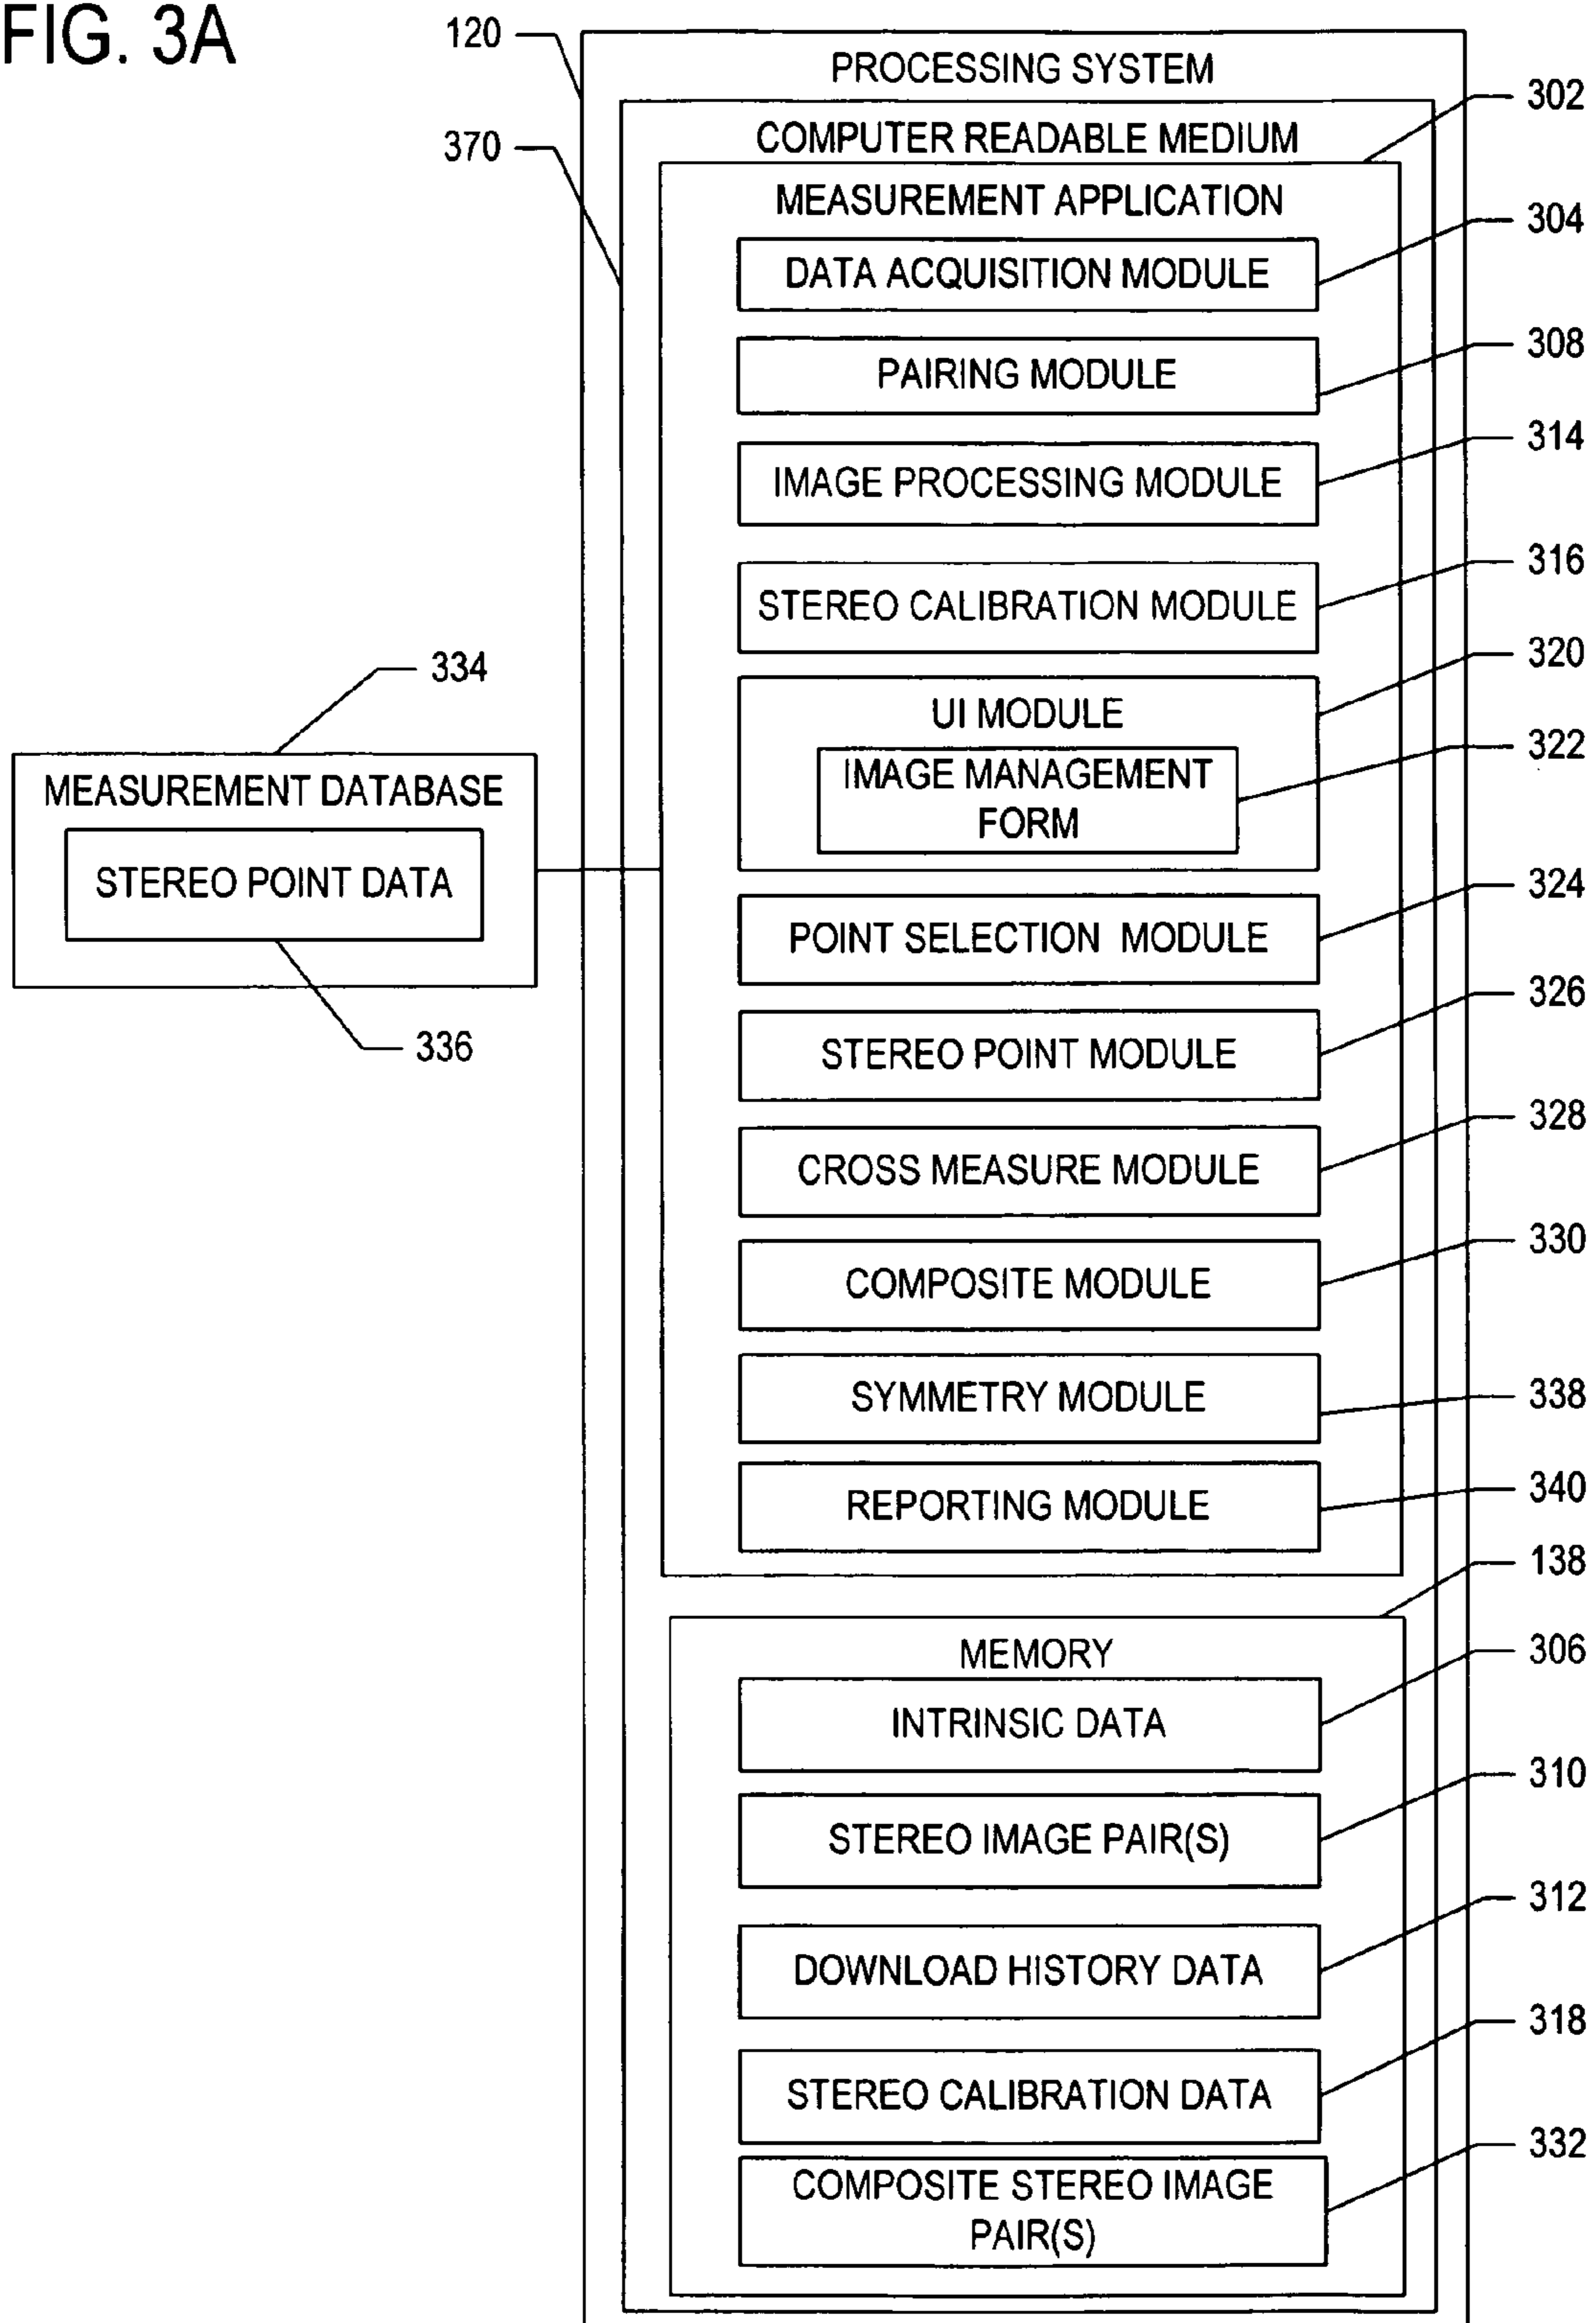 FIG. 3A
120
PROCESSING SYSTEM
302
370
COMPUTER READABLE MEDIUM
MEASUREMENT APPLICATION
304
DATA ACQUISITION MODULE
308
PAIRING MODULE
314
IMAGE PROCESSING MODULE
316
STEREO CALIBRATION MODULE
320
UI MODULE
322
IMAGE MANAGEMENT
FORM
334
MEASUREMENT DATABASE
STEREO POINT DATA
336
324
POINT SELECTION MODULE
326
STEREO POINT MODULE
328
CROSS MEASURE MODULE
330
COMPOSITE MODULE
338
SYMMETRY MODULE
340
REPORTING MODULE
138
MEMORY
306
INTRINSIC DATA
310
STEREO IMAGE PAIR(S)
312
DOWNLOAD HISTORY DATA
318
STEREO CALIBRATION DATA
332
COMPOSITE STEREO IMAGE
PAIR(S)